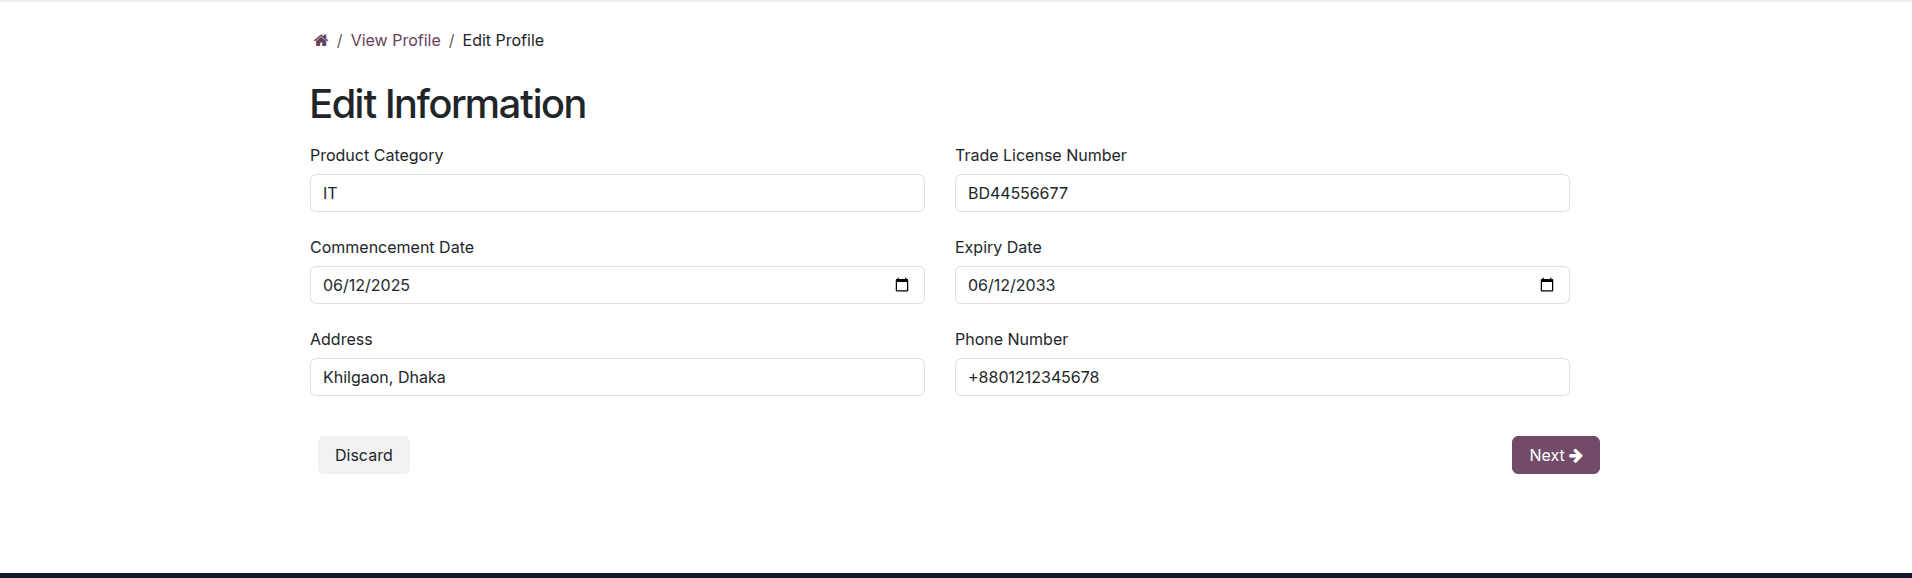 / View Profile / Edit Profile
Edit Information
Product Category
IT
Trade License Number
BD44556677
Commencement Date
06/12/2025
Expiry Date
06/12/2033
Address
Khilgaon, Dhaka
Phone Number
+8801212345678
Discard
Next